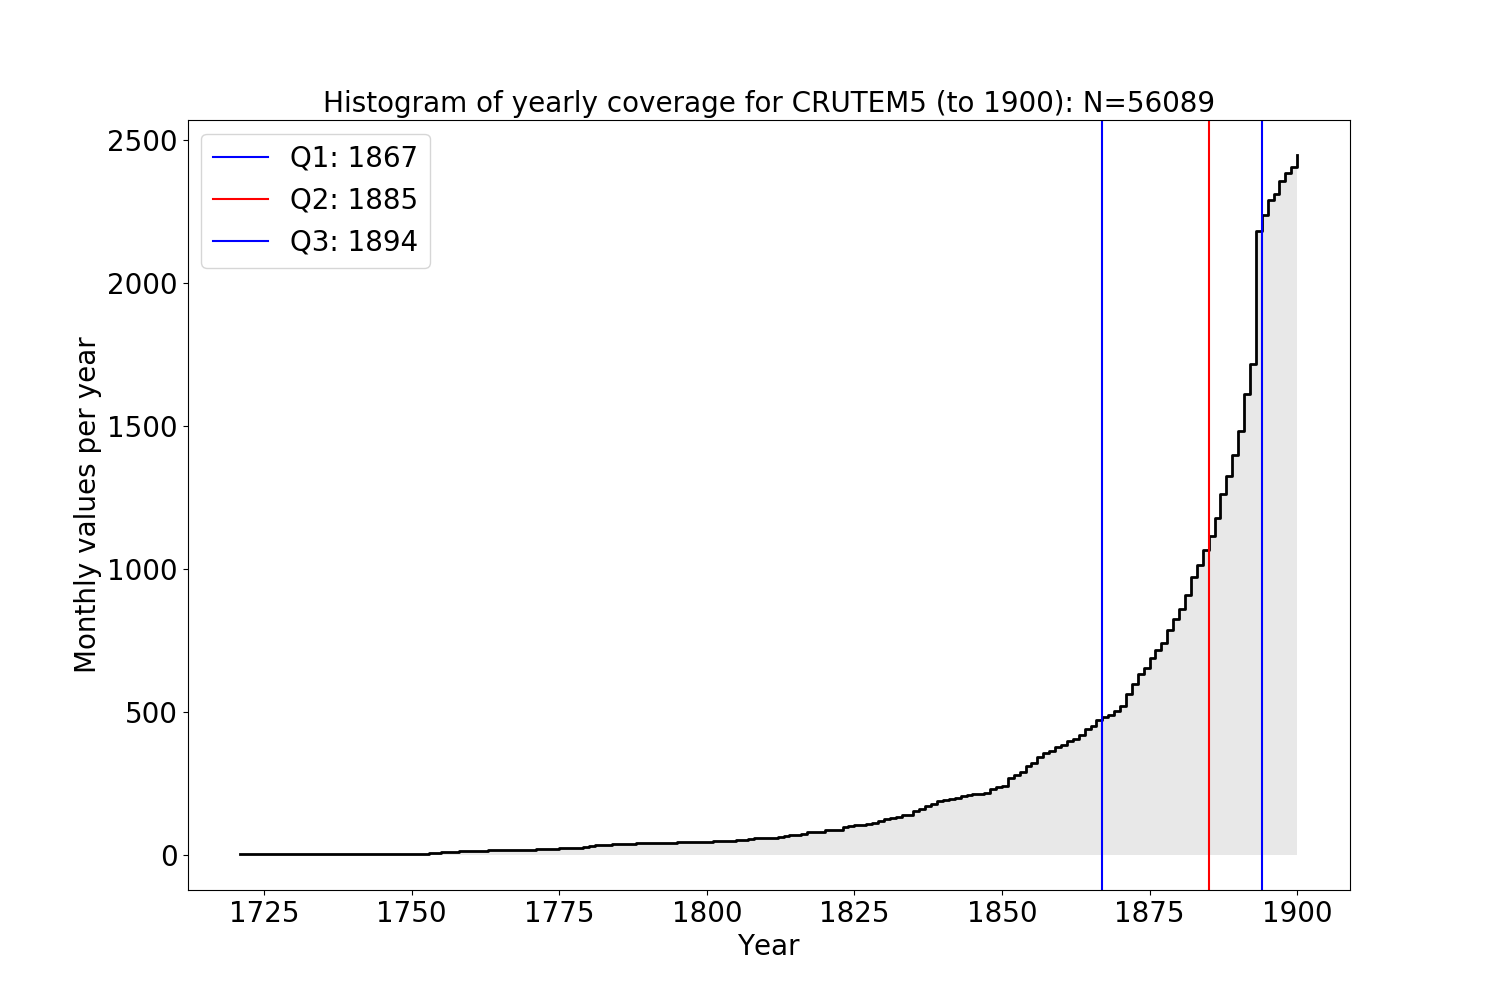 Histogram of yearly coverage for CRUTEM5 (to 1900): N=56089
Q1: 1867
Q2: 1885
Q3: 1894
Monthly values per year
2500
2000
1500
1000
500
0
1725 1750 1775 1800 1825 1850 1875 1900
Year